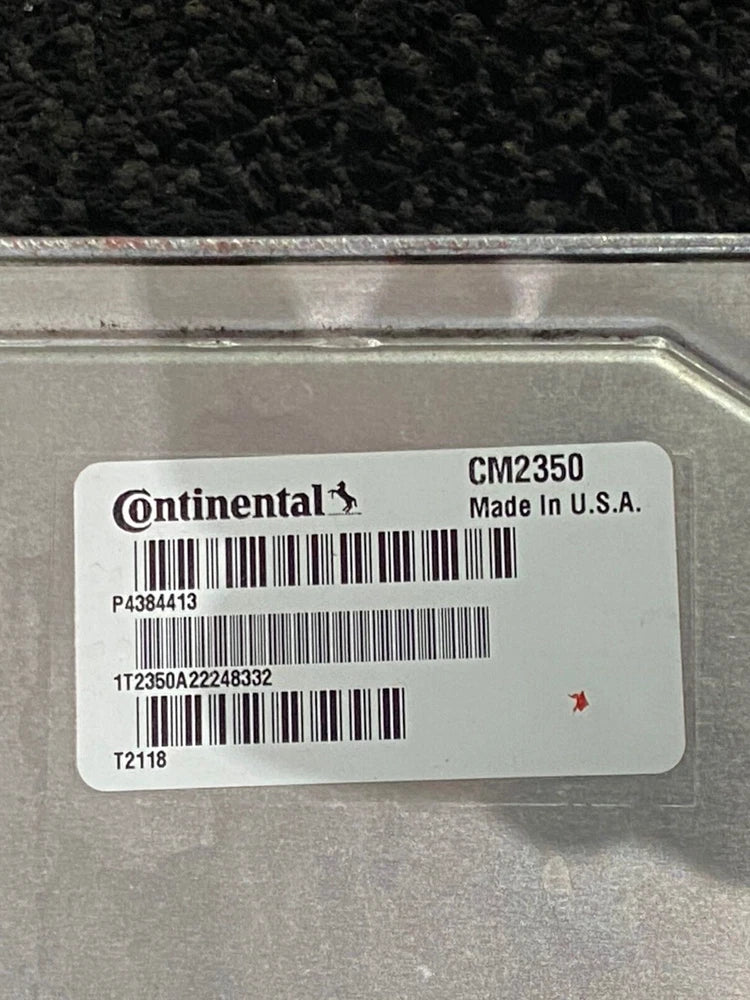 Continental
CM2350
Made In U.S.A.
P4384413
1T2350A22248332
T2118